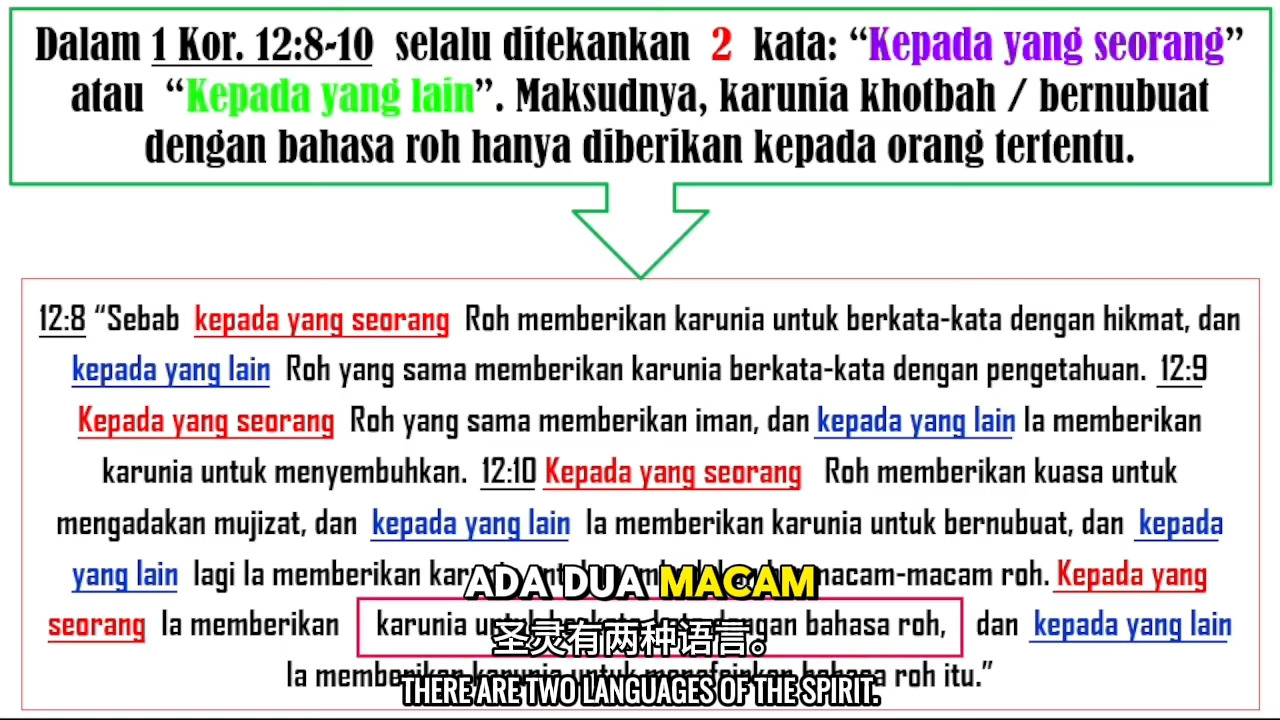 Dalam 1 Kor. 12:8-10 selalu ditekankan 2 kata: “Kepada yang seorang”
atau “Kepada yang lain”. Maksudnya, karunia khotbah / bernubuat
dengan bahasa roh hanya diberikan kepada orang tertentu.
12:8 “Sebab kepada yang seorang Roh memberikan karunia untuk berkata-kata dengan hikmat, dan
kepada yang lain Roh yang sama memberikan karunia berkata-kata dengan pengetahuan. 12:9
Kepada yang seorang Roh yang sama memberikan iman, dan kepada yang lain Ia memberikan
karunia untuk menyembuhkan. 12:10 Kepada yang seorang Roh memberikan kuasa untuk
mengadakan mujizat, dan kepada yang lain Ia memberikan karunia untuk bernubuat, dan kepada
yang lain lagi Ia memberikan macam-macam roh. Kepada yang
ADA DUA MACAM
seorang Ia memberikan karunia bahasa roh, dan kepada yang lain
圣灵有两种语言。
Ia roh itu.”
THERE ARE TWO LANGUAGES OF THE SPIRIT.